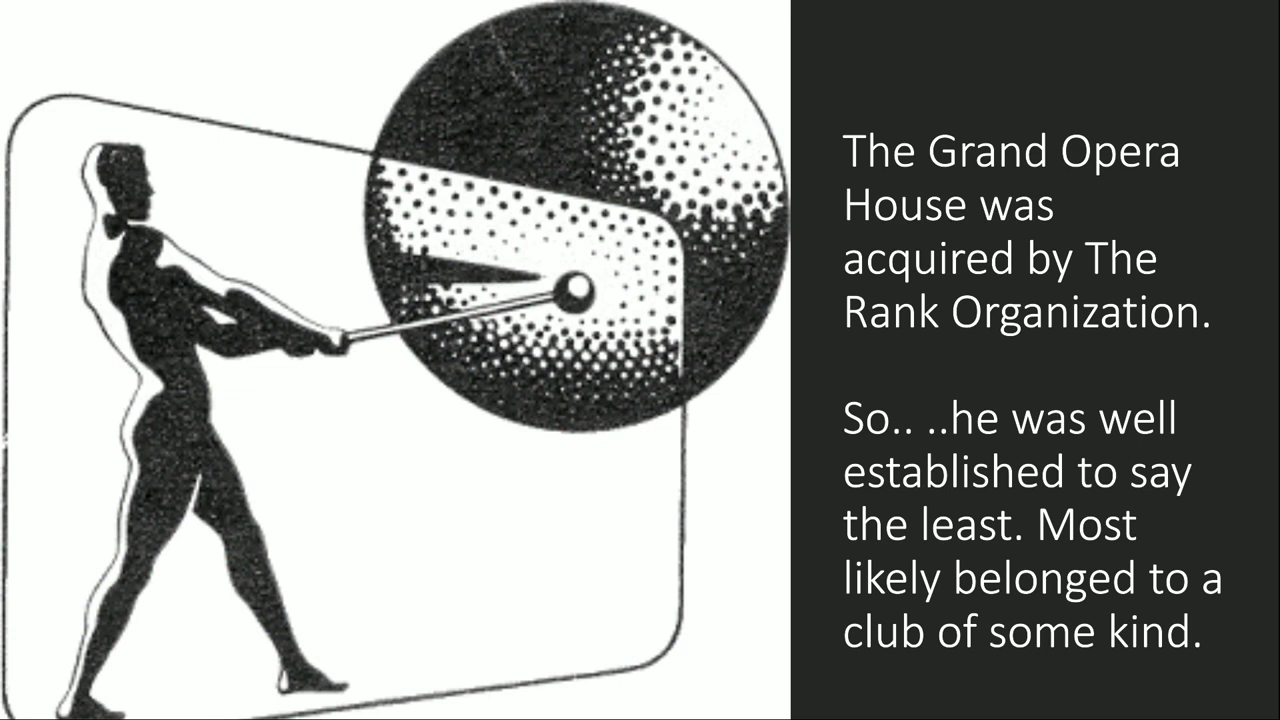 The Grand Opera
House was
acquired by The
Rank Organization.
So.. ..he was well
established to say
the least. Most
likely belonged to a
club of some kind.